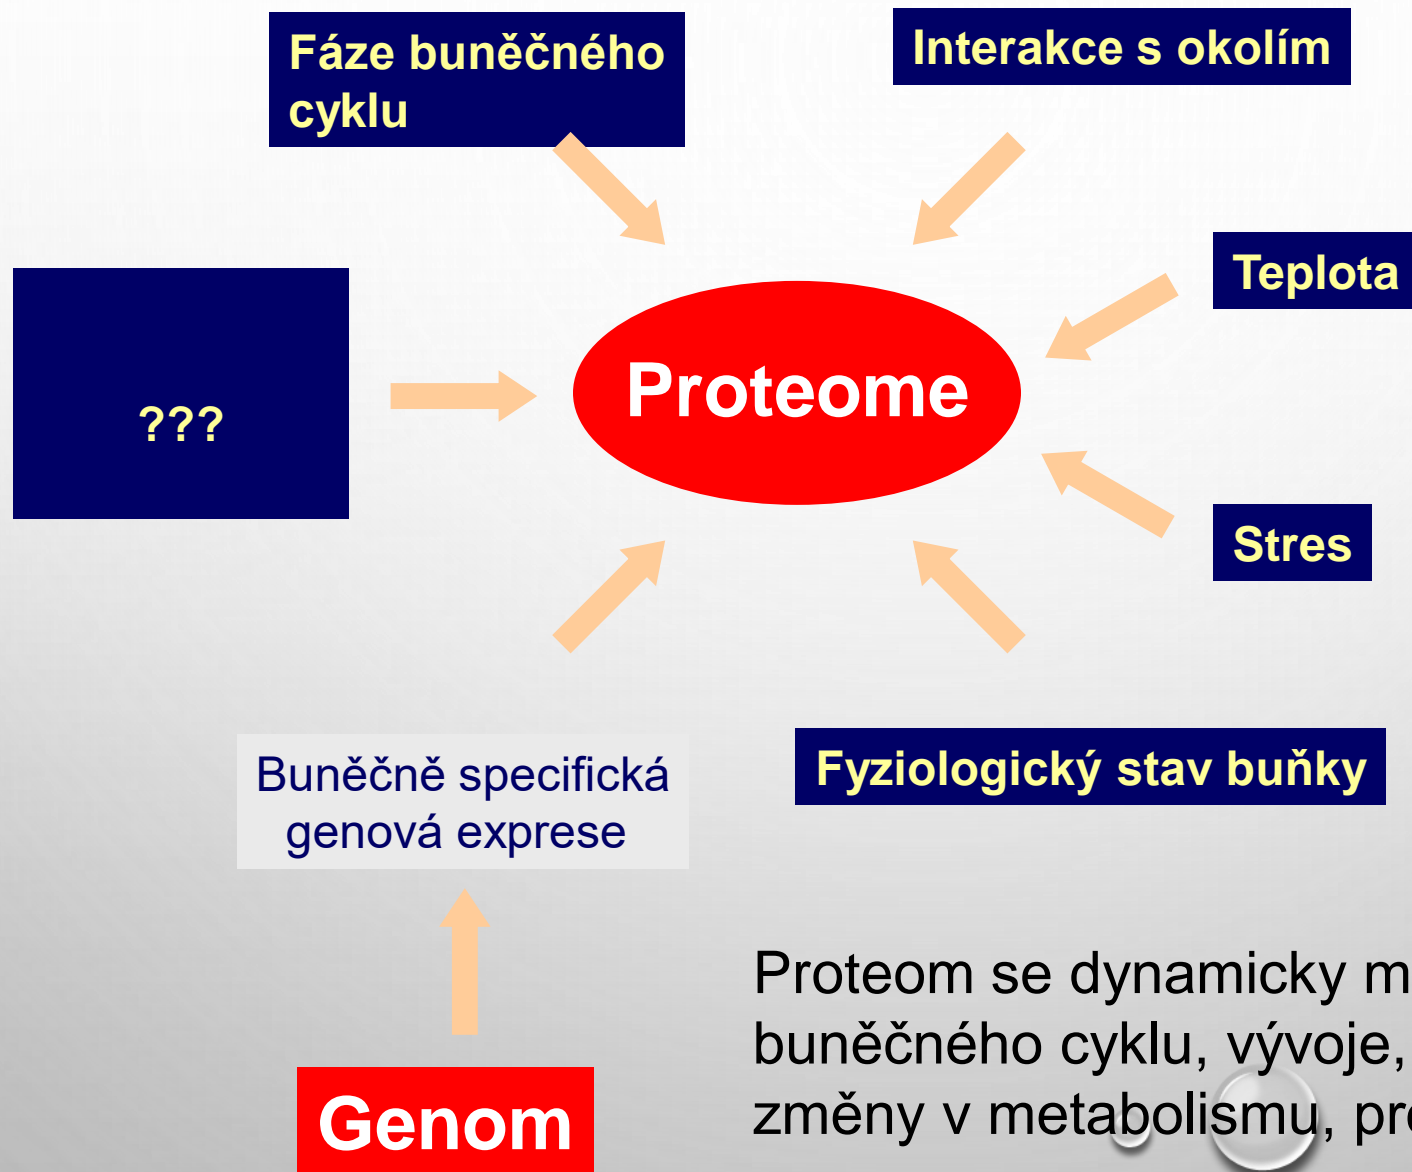 Fáze buněčného
cyklu
Interakce s okolím
Teplota
???
Proteome
Stres
Buněčně specifická
genová exprese
Fyziologický stav buňky
Proteom se dynamicky
buněčného cyklu, vývoje,
změny v metabolismu,
Genom